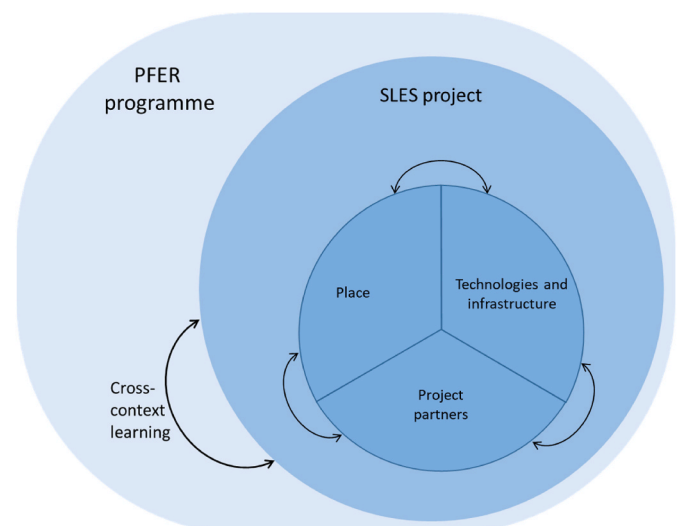 PFER
programme
SLES project
Place
Technologies and
infrastructure
Project
partners
Cross-
context
learning